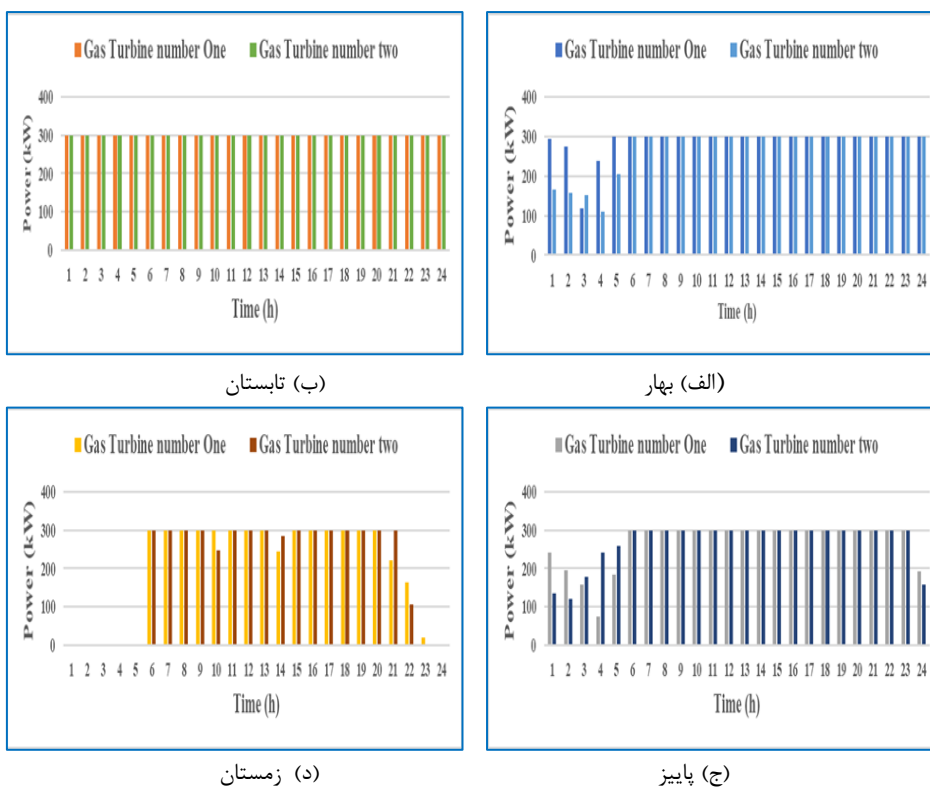 Gas Turbine number One Gas Turbine number two
Power (kW)
400
300
200
100
0
1 2 3 4 5 6 7 8 9 10 11 12 13 14 15 16 17 18 19 20 21 22 23 24
Time (h)
(الف) بهار
Gas Turbine number One Gas Turbine number two
Power (kW)
400
300
200
100
0
1 2 3 4 5 6 7 8 9 10 11 12 13 14 15 16 17 18 19 20 21 22 23 24
Time (h)
(ب) تابستان
Gas Turbine number One Gas Turbine number two
Power (kW)
400
300
200
100
0
1 2 3 4 5 6 7 8 9 10 11 12 13 14 15 16 17 18 19 20 21 22 23 24
Time (h)
(ج) پاییز
Gas Turbine number One Gas Turbine number two
Power (kW)
400
300
200
100
0
1 2 3 4 5 6 7 8 9 10 11 12 13 14 15 16 17 18 19 20 21 22 23 24
Time (h)
(د) زمستان